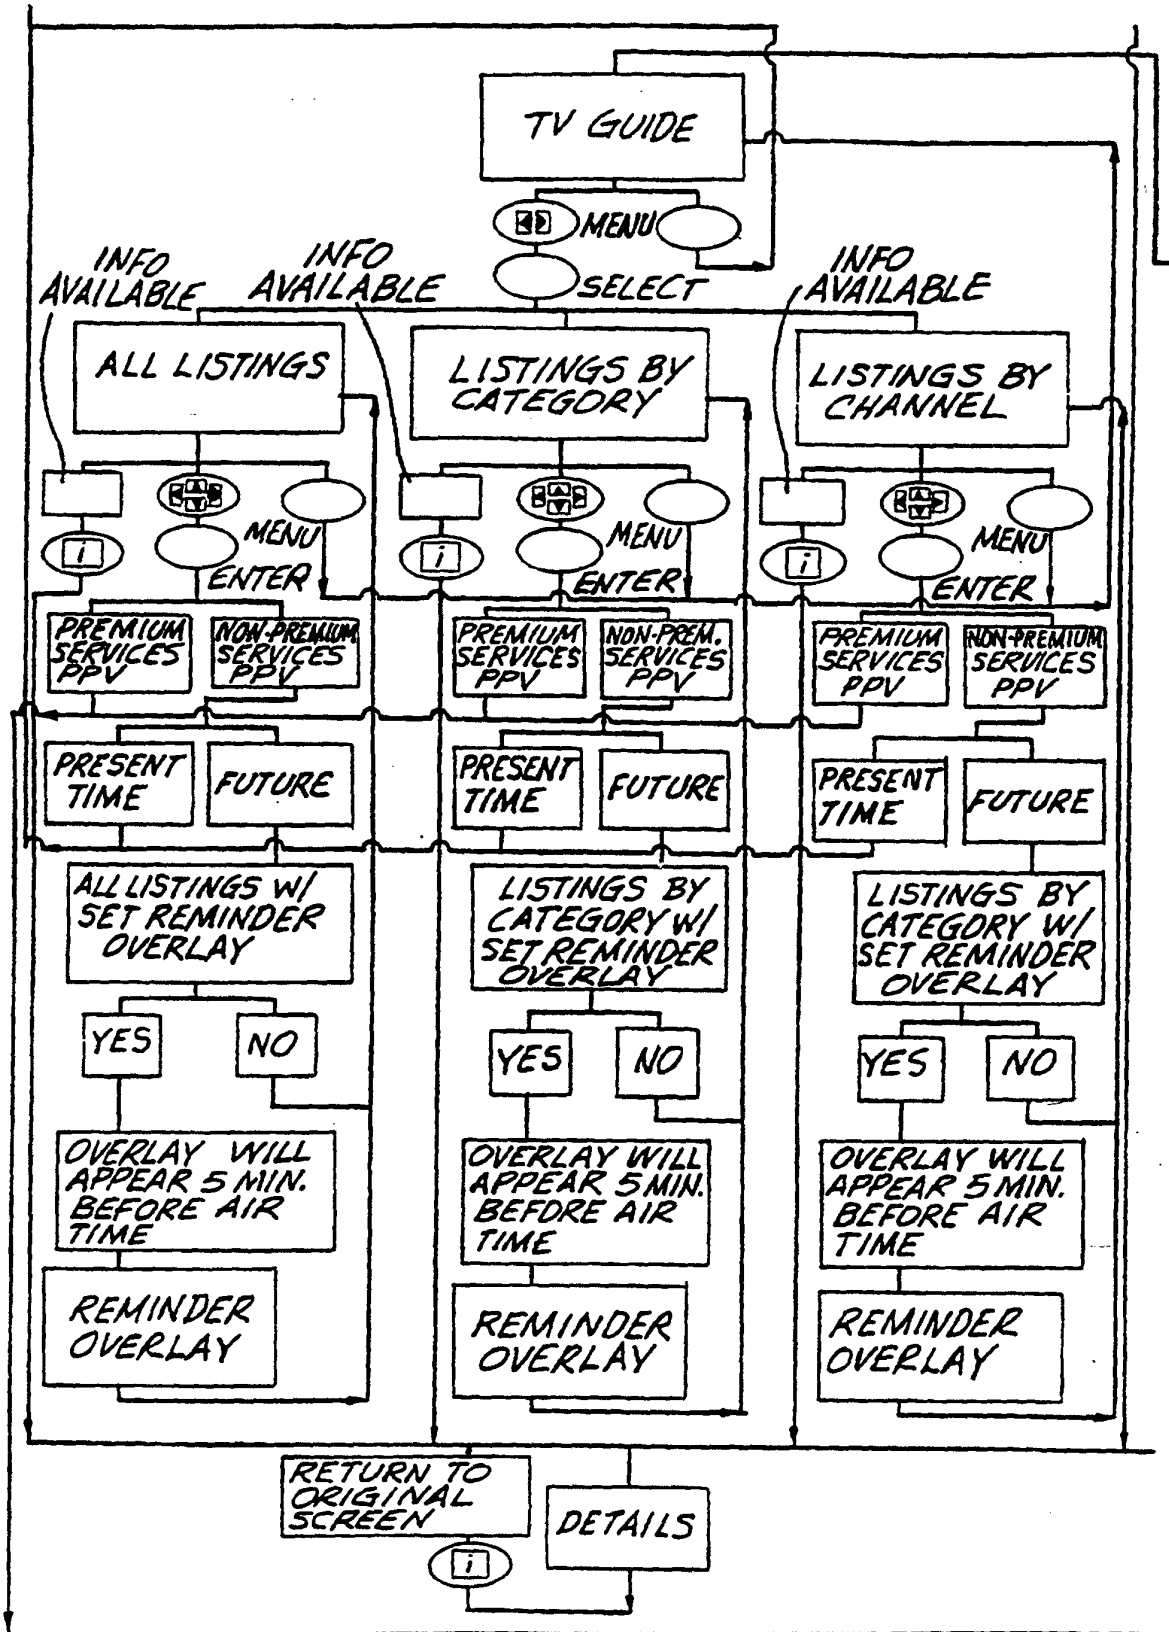 TV GUIDE
MENU
SELECT
INFO
AVAILABLE
INFO
AVAILABLE
INFO
AVAILABLE
ALL LISTINGS
LISTINGS BY
CATEGORY
LISTINGS BY
CHANNEL
i
MENU
ENTER
i
MENU
ENTER
i
MENU
ENTER
PREMIUM
SERVICES
PPV
NON-PREMIUM
SERVICES
PPV
PREMIUM
SERVICES
PPV
NON-PREM.
SERVICES
PPV
PREMIUM
SERVICES
PPV
NON-PREMIUM
SERVICES
PPV
PRESENT
TIME
FUTURE
PRESENT
TIME
FUTURE
PRESENT
TIME
FUTURE
ALL LISTINGS W/
SET REMINDER
OVERLAY
LISTINGS BY
CATEGORY W/
SET REMINDER
OVERLAY
LISTINGS BY
CATEGORY W/
SET REMINDER
OVERLAY
YES
NO
YES
NO
YES
NO
OVERLAY WILL
APPEAR 5 MIN.
BEFORE AIR
TIME
OVERLAY WILL
APPEAR 5 MIN.
BEFORE AIR
TIME
OVERLAY WILL
APPEAR 5 MIN.
BEFORE AIR
TIME
REMINDER
OVERLAY
REMINDER
OVERLAY
REMINDER
OVERLAY
RETURN TO
ORIGINAL
SCREEN
i
DETAILS